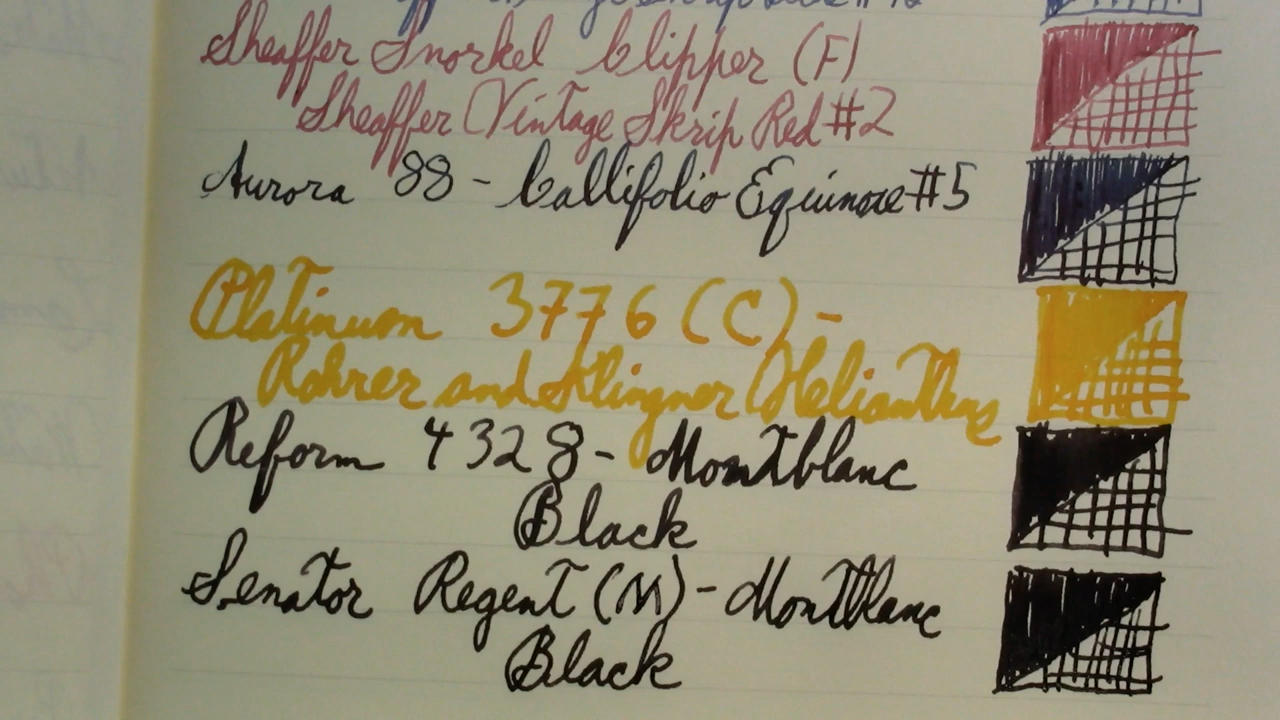 Sheaffer Snorkel Clipper (F)
Sheaffer Vintage Skrip Red #2
Aurora 88 - Callifolio Equinoxe #5
Platinum 3776 (C) -
Rohrer and Klingner Helianthus
Reform 4328 - Montblanc
Black
Senator Regent (M) - Montblanc
Black